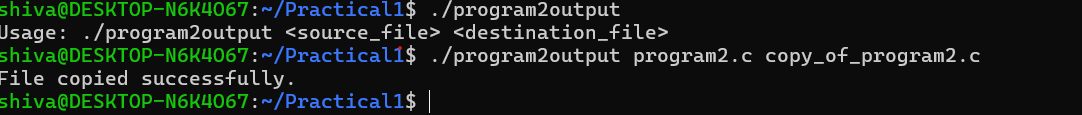 shiva@DESKTOP-N6K4O67:~/Practical1$ ./program2output
Usage: ./program2output <source_file> <destination_file>
shiva@DESKTOP-N6K4O67:~/Practical1$ ./program2output program2.c copy_of_program2.c
File copied successfully.
shiva@DESKTOP-N6K4O67:~/Practical1$